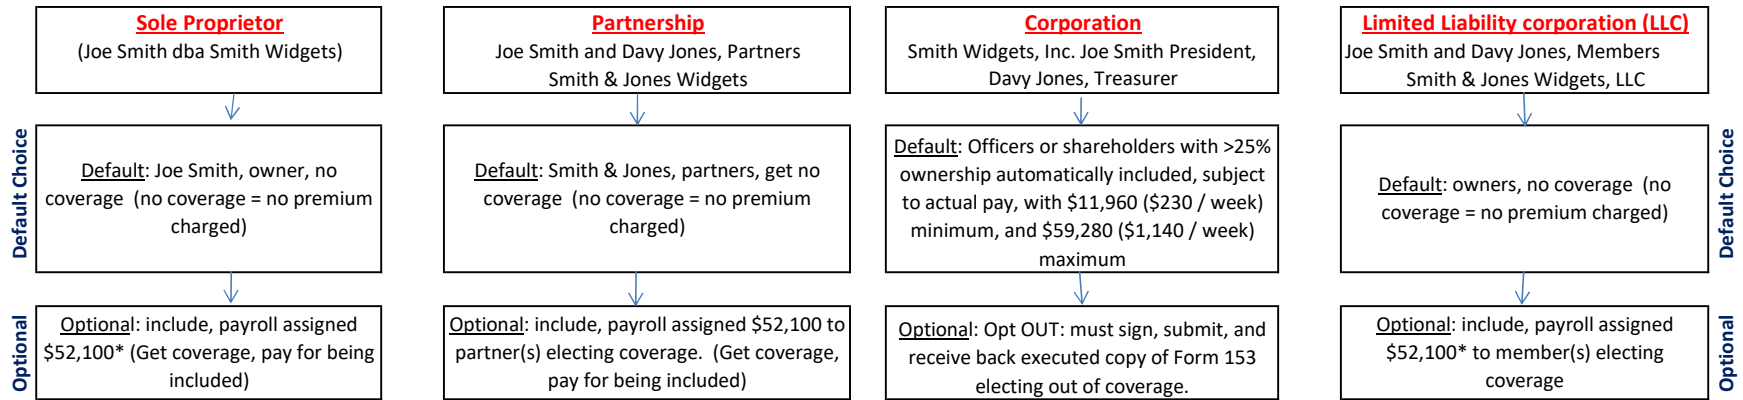 Sole Proprietor
(Joe Smith dba Smith Widgets)
Partnership
Joe Smith and Davy Jones, Partners
Smith & Jones Widgets
Corporation
Smith Widgets, Inc. Joe Smith President,
Davy Jones, Treasurer
Limited Liability corporation (LLC)
Joe Smith and Davy Jones, Members
Smith & Jones Widgets, LLC
Default Choice
Default: Joe Smith, owner, no
coverage (no coverage = no premium
charged)
Default: Smith & Jones, partners, get no
coverage (no coverage = no premium
charged)
Default: Officers or shareholders with >25%
ownership automatically included, subject
to actual pay, with $11,960 ($230 / week)
minimum, and $59,280 ($1,140 / week)
maximum
Default: owners, no coverage (no
coverage = no premium charged)
Default Choice
Optional
Optional: include, payroll assigned
$52,100* (Get coverage, pay for being
included)
Optional: include, payroll assigned $52,100 to
partner(s) electing coverage. (Get coverage,
pay for being included)
Optional: Opt OUT: must sign, submit, and
receive back executed copy of Form 153
electing out of coverage.
Optional: include, payroll assigned
$52,100* to member(s) electing
coverage
Optional